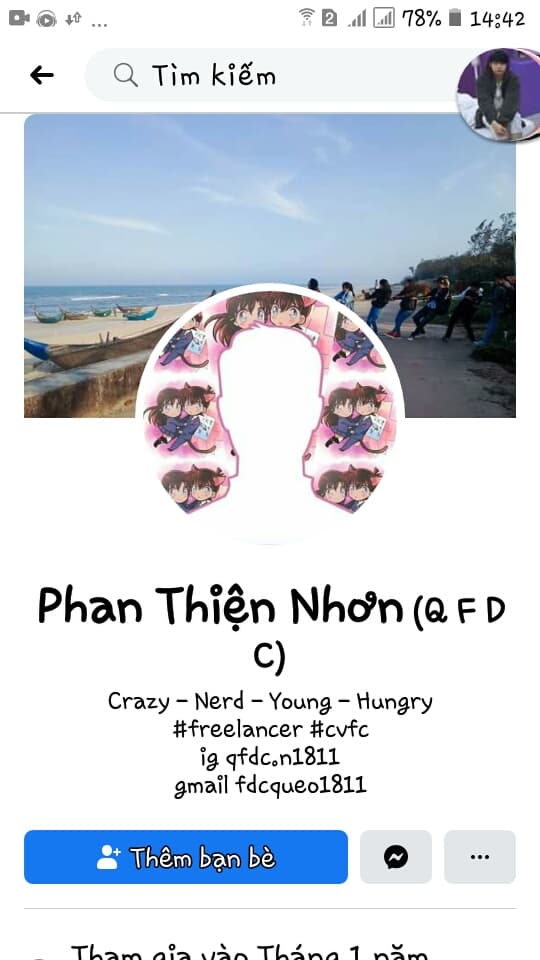 2 78% 14:42
Tìm kiếm
Phan Thiện Nhơn (Q F D
C)
Crazy – Nerd – Young – Hungry
#freelancer #cvfc
ig qfdc.n1811
gmail fdcqueo1811
Thêm bạn bè
Tham gia vào Tháng 1 năm